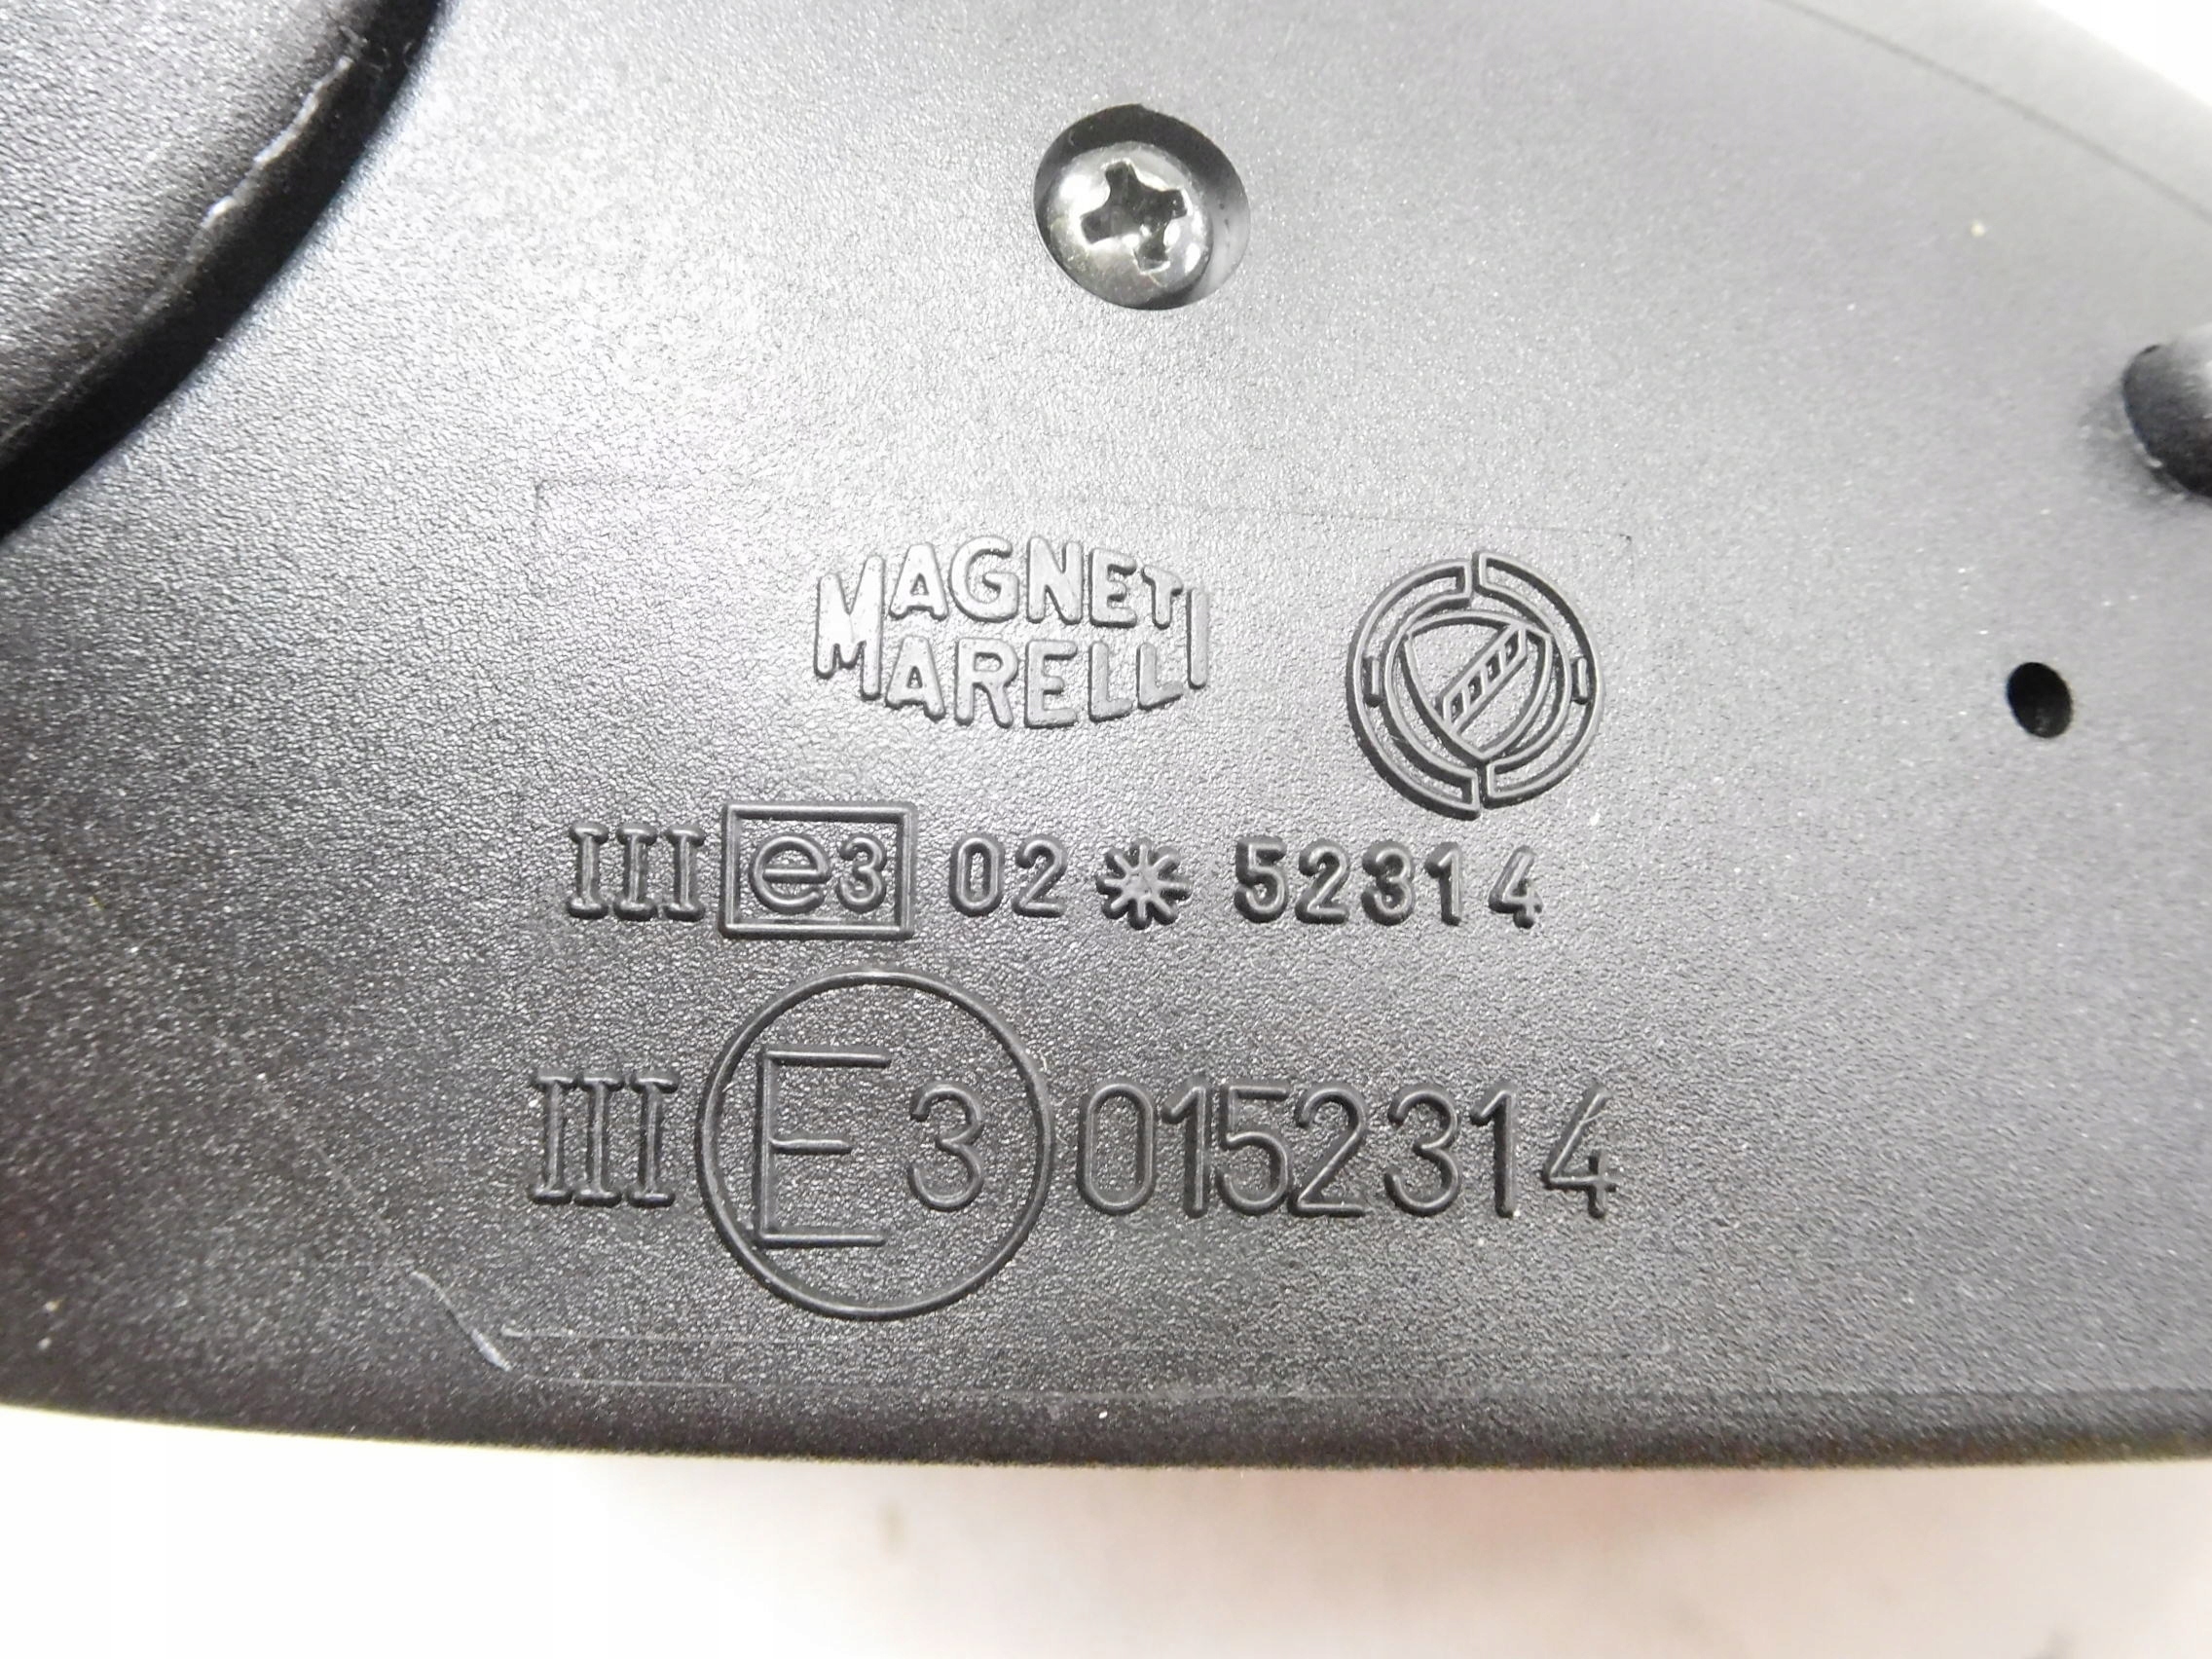 MAGNETI
MARELLI
III e3 02 * 52314
III E3 0152314